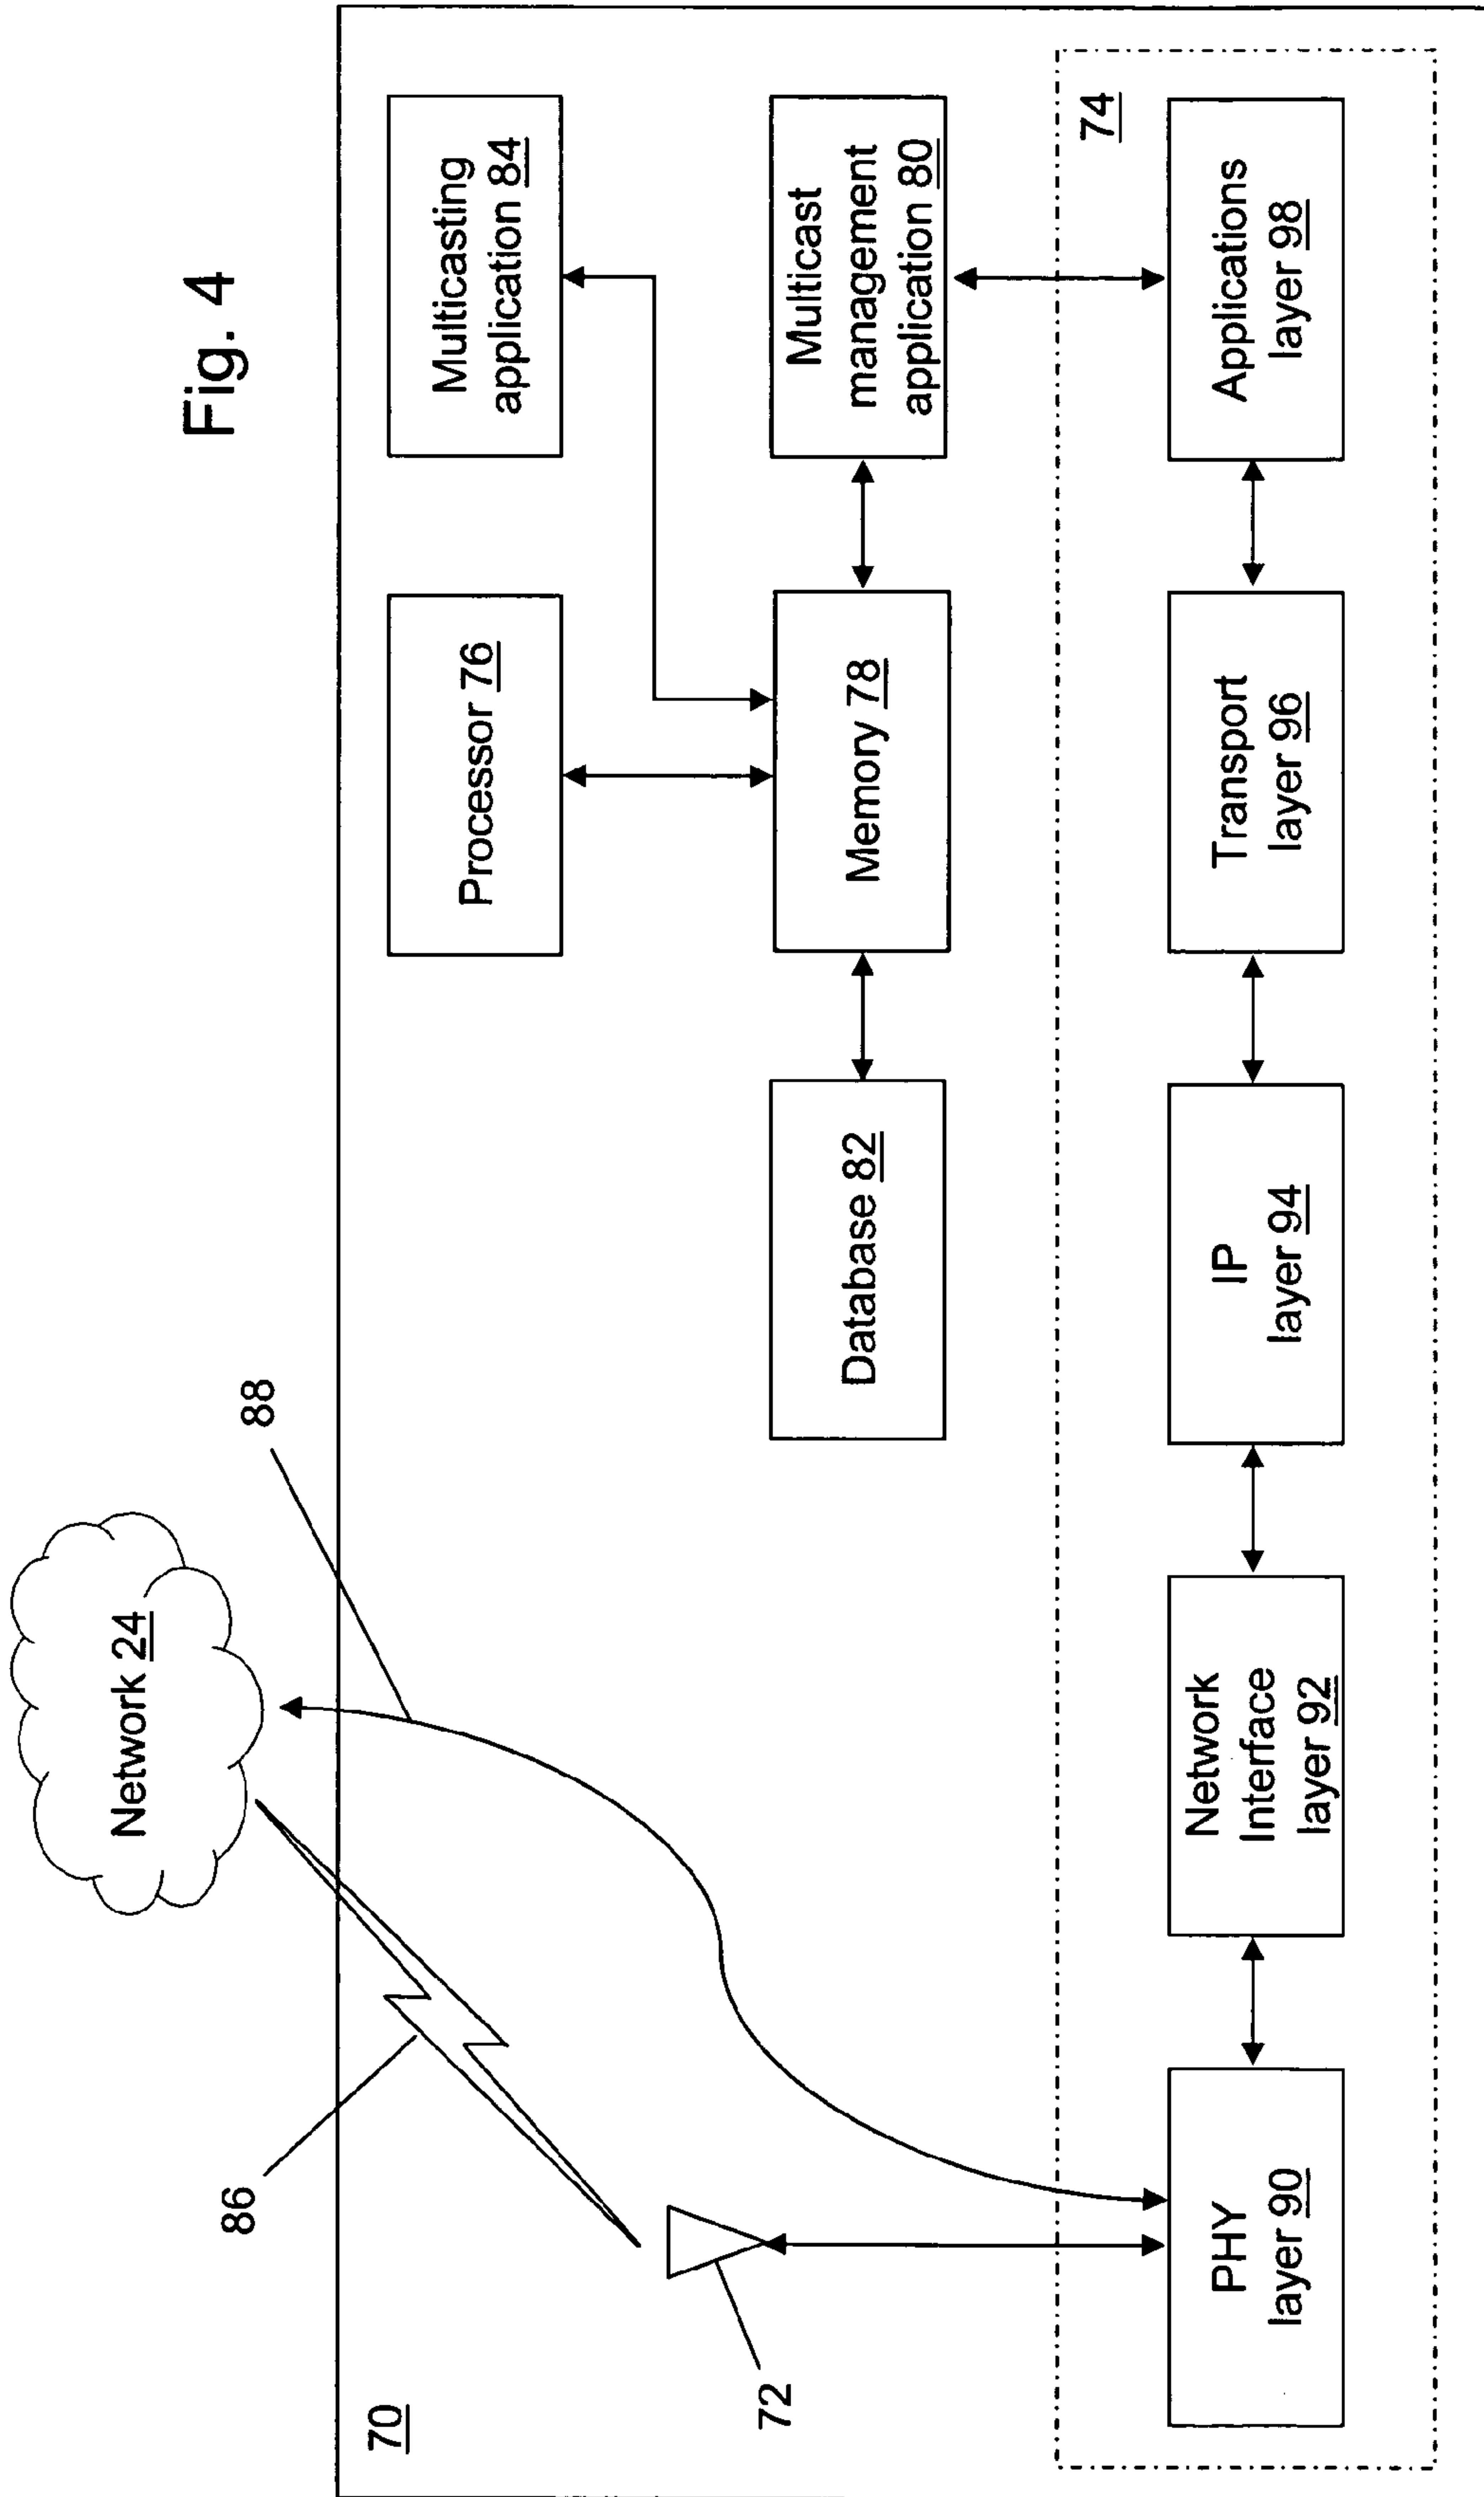 Fig. 4
Network 24
88
86
70
72
Processor 76
Multicasting
application 84
Database 82
Memory 78
Multicast
management
application 80
74
PHY
layer 90
Network
Interface
layer 92
IP
layer 94
Transport
layer 96
Applications
layer 98